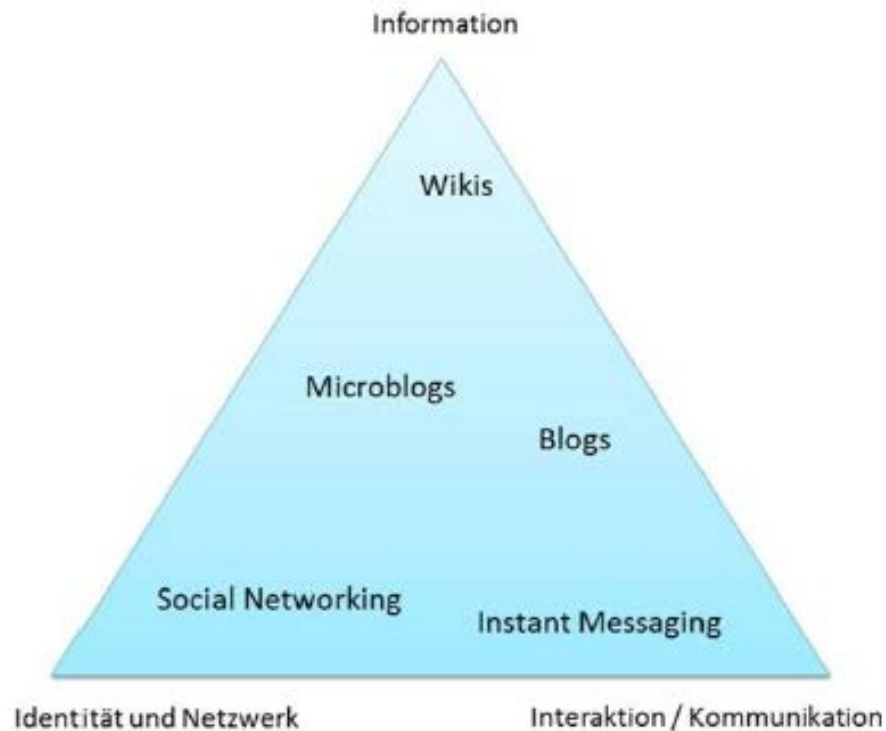 Information
Wikis
Microblogs
Blogs
Social Networking
Instant Messaging
Identität und Netzwerk
Interaktion / Kommunikation